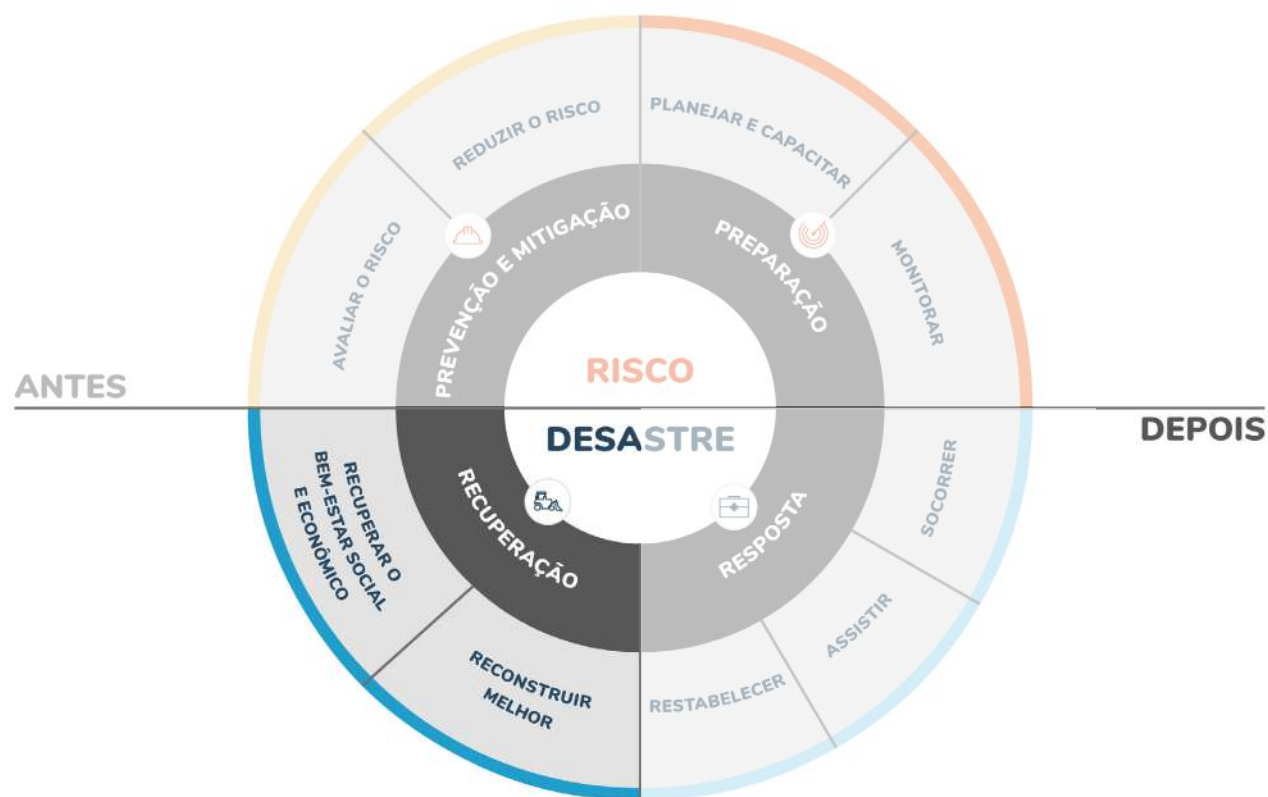 REDUZIR O RISCO
PLANEJAR E CAPACITAR
AVALIAR O RISCO
PREVENÇÃO E MITIGAÇÃO
PREPARAÇÃO
MONITORAR
RISCO
ANTES
DESASTRE
DEPOIS
RECUPERAR O
BEM-ESTAR SOCIAL
E ECONÔMICO
RECUPERAÇÃO
RESPOSTA
SOCORRER
ASSISTIR
RECONSTRUIR
MELHOR
RESTABELECER